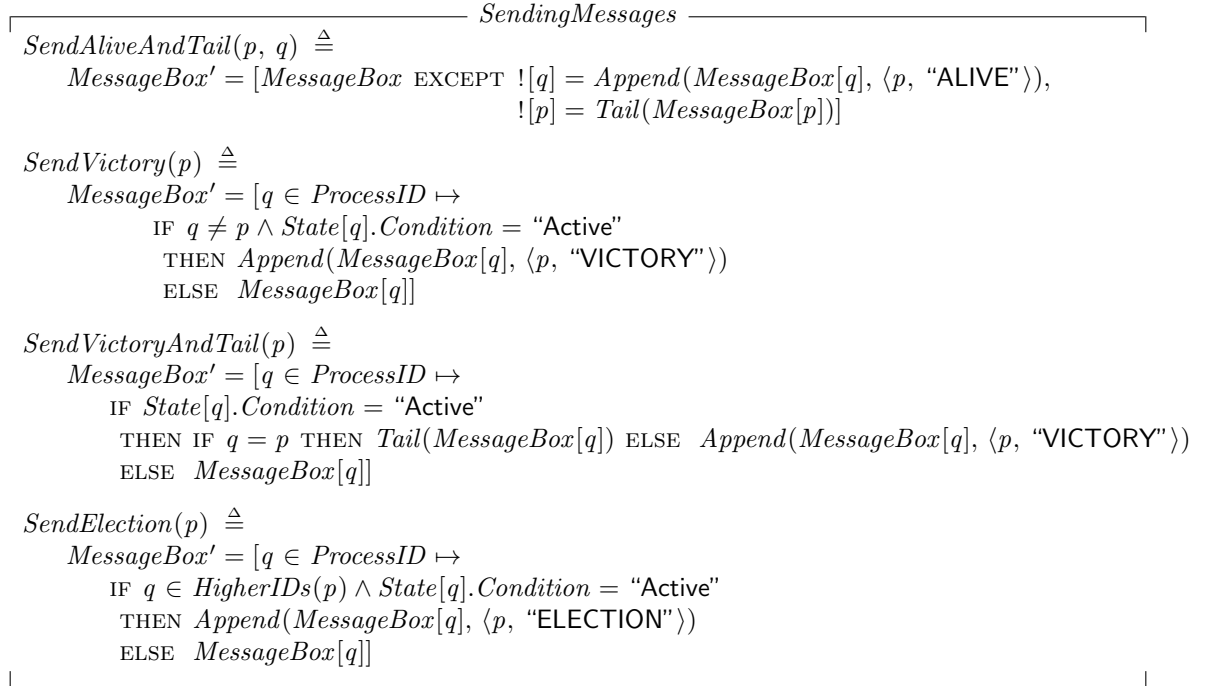 SendingMessages
SendAliveAndTail(p, q) ≜
MessageBox′ = [MessageBox EXCEPT ![q] = Append(MessageBox[q], ⟨p, “ALIVE”⟩),
![p] = Tail(MessageBox[p])]
SendVictory(p) ≜
MessageBox′ = [q ∈ ProcessID ↦
IF q ≠ p ∧ State[q].Condition = “Active”
THEN Append(MessageBox[q], ⟨p, “VICTORY”⟩)
ELSE MessageBox[q]]
SendVictoryAndTail(p) ≜
MessageBox′ = [q ∈ ProcessID ↦
IF State[q].Condition = “Active”
THEN IF q = p THEN Tail(MessageBox[q]) ELSE Append(MessageBox[q], ⟨p, “VICTORY”⟩)
ELSE MessageBox[q]]
SendElection(p) ≜
MessageBox′ = [q ∈ ProcessID ↦
IF q ∈ HigherIDs(p) ∧ State[q].Condition = “Active”
THEN Append(MessageBox[q], ⟨p, “ELECTION”⟩)
ELSE MessageBox[q]]